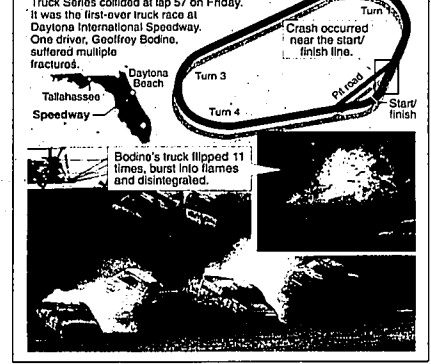 Truck Series collided at lap 57 on Friday.
It was the first-ever truck race at
Daytona International Speedway.
One driver, Geoffrey Bodine,
suffered multiple
fractures.
Turn 1
Crash occurred
near the start/
finish line.
Turn 3
Turn 4
Pit road
Start/
finish
Daytona
Beach
Tallahassee
Speedway
Bodine's truck flipped 11
times, burst into flames
and disintegrated.